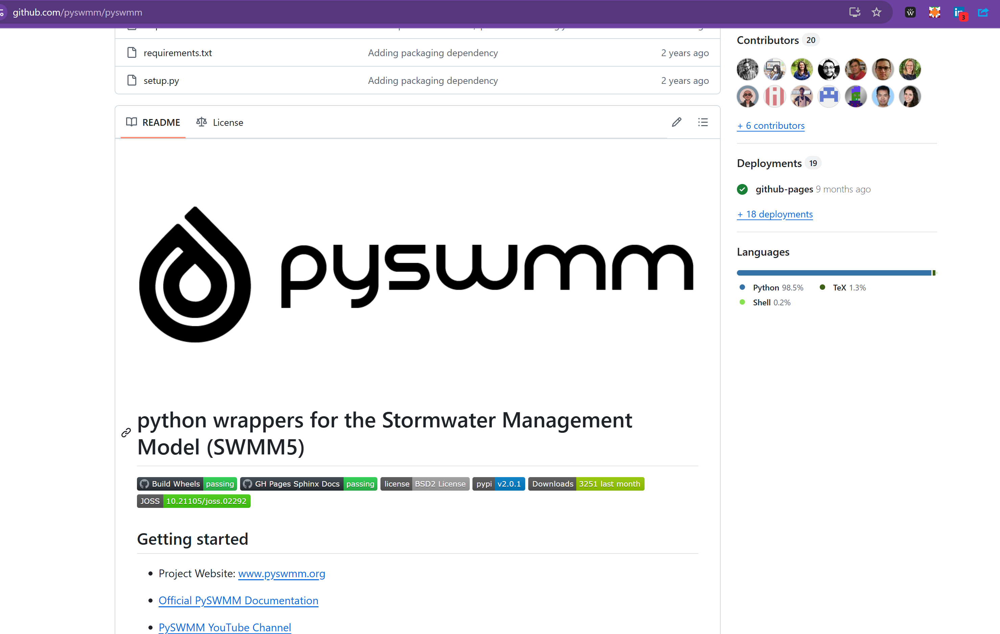 github.com/pyswmm/pyswmm
3
requirements.txt Adding packaging dependency 2 years ago
setup.py Adding packaging dependency 2 years ago
README License
pyswmm
python wrappers for the Stormwater Management
Model (SWMM5)
Build Wheels passing GH Pages Sphinx Docs passing license BSD2 License pypi v2.0.1 Downloads 3251 last month
JOSS 10.21105/joss.02292
Getting started
Project Website: www.pyswmm.org
Official PySWMM Documentation
PySWMM YouTube Channel
Contributors 20
+ 6 contributors
Deployments 19
github-pages 9 months ago
+ 18 deployments
Languages
Python 98.5% TeX 1.3%
Shell 0.2%